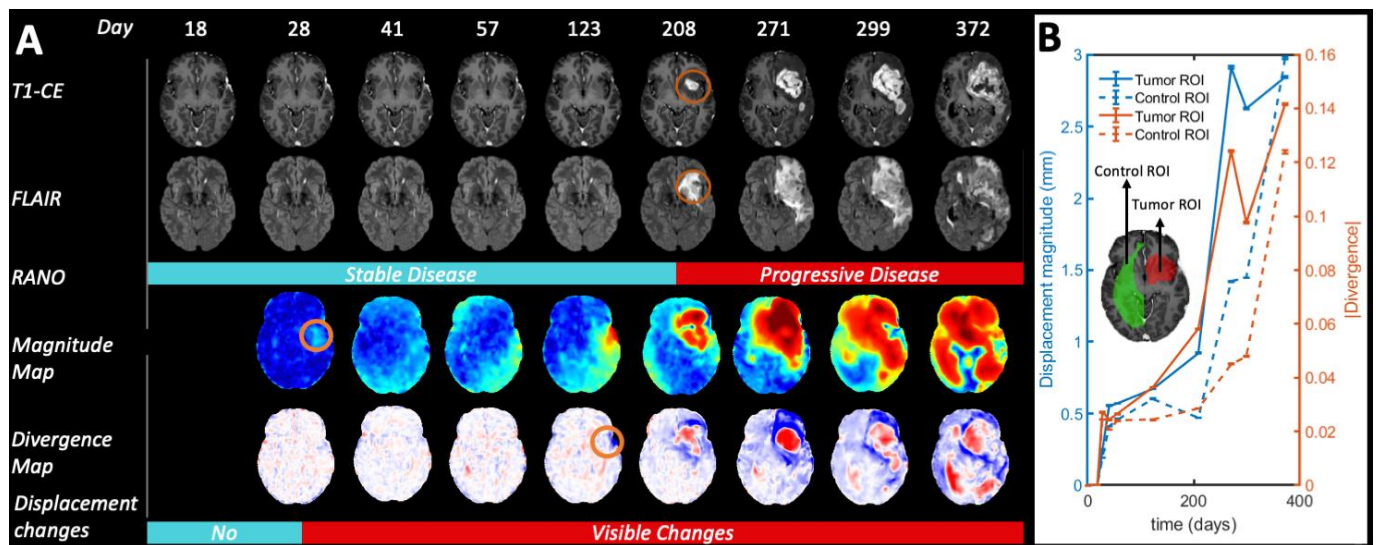 A
Day 18 28 41 57 123 208 271 299 372
T1-CE
FLAIR
RANO
Stable Disease
Progressive Disease
Magnitude
Map
Divergence
Map
Displacement
changes
No
Visible Changes
B
3
2.5
2
1.5
1
0.5
0
Displacement magnitude (mm)
Tumor ROI
Control ROI
Tumor ROI
Control ROI
Control ROI
Tumor ROI
0.16
0.14
0.12
0.1
0.08
0.06
0.04
0.02
0
|Divergence|
0 200 400
time (days)